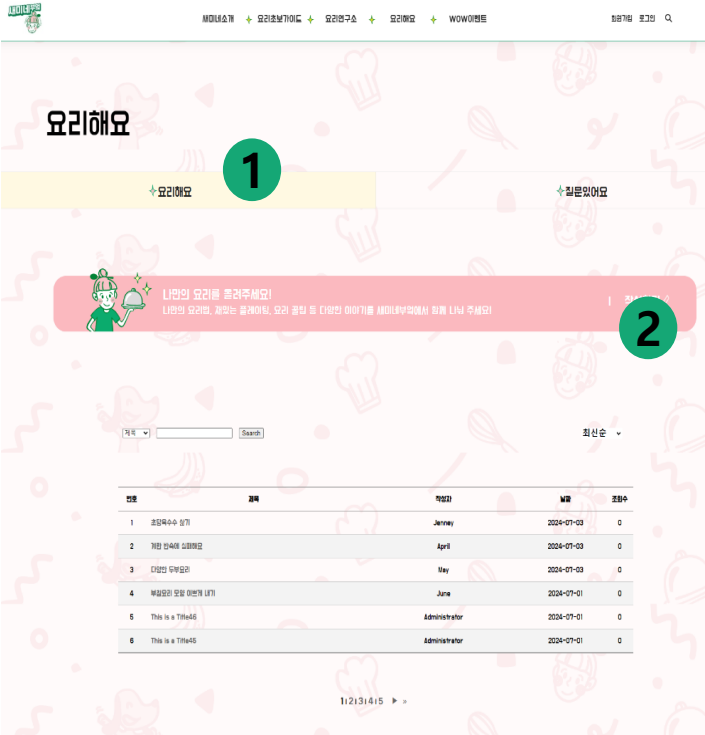 새미네부엌
새미네소개 요리초보가이드 요리연구소 요리해요 WOW이벤트 회원가입 로그인
요리해요
1
요리해요 질문있어요
나만의 요리를 들려주세요!
나만의 요리법, 재밌는 플레이팅, 요리 꿀팁 등 다양한 이야기를 새미네부엌에서 함께 나눠 주세요!
2
제목 Search 최신순
번호 제목 작성자 날짜 조회수
1 초당옥수수 삶기 Jenney 2024-07-03 0
2 계란 반숙에 실패해요 April 2024-07-03 0
3 다양한 두부요리 May 2024-07-03 0
4 부침요리 모양 이쁘게 내기 June 2024-07-01 0
5 This is a Title46 Administrator 2024-07-01 0
6 This is a Title45 Administrator 2024-07-01 0
1 | 2 | 3 | 4 | 5 ▶ »